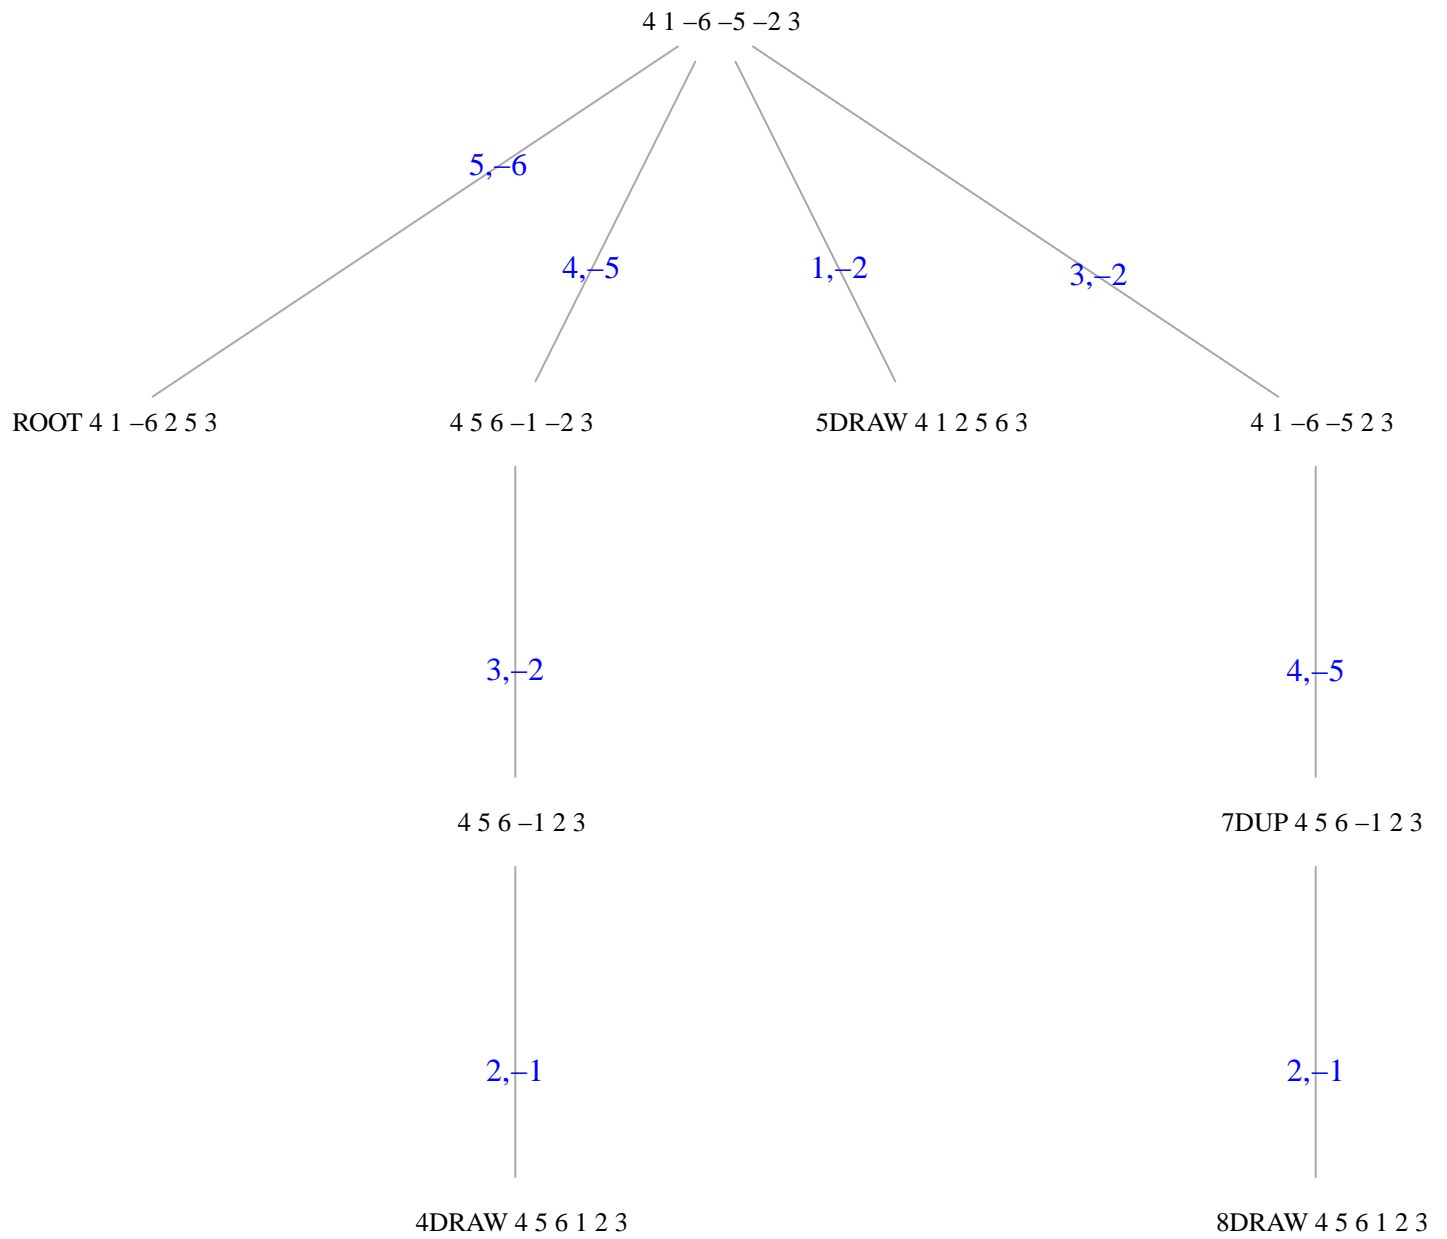 4 1 –6 –5 –2 3
5,–6
4,–5
1,–2
3,–2
ROOT 4 1 –6 2 5 3
4 5 6 –1 –2 3
5DRAW 4 1 2 5 6 3
4 1 –6 –5 2 3
3,–2
4,–5
4 5 6 –1 2 3
7DUP 4 5 6 –1 2 3
2,–1
2,–1
4DRAW 4 5 6 1 2 3
8DRAW 4 5 6 1 2 3